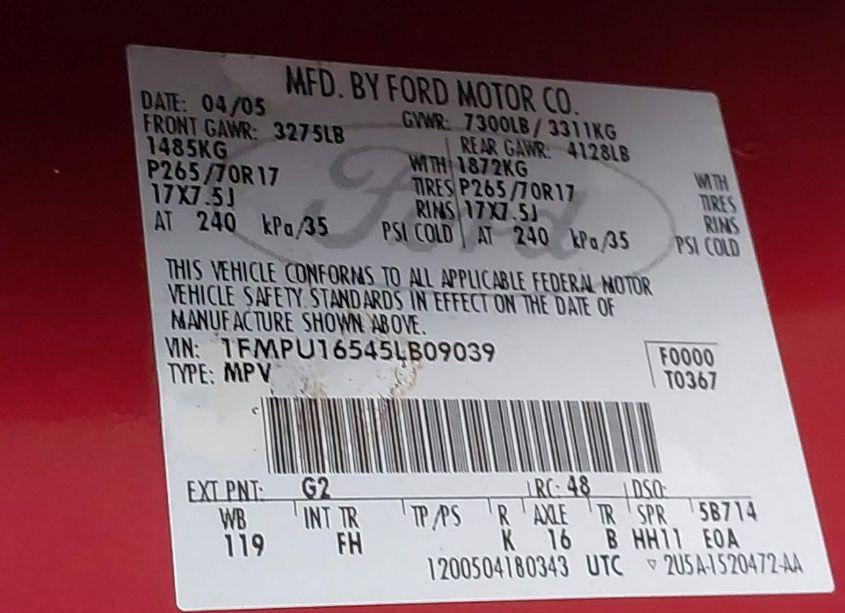 MFD. BY FORD MOTOR CO.
DATE: 04/05 GVWR: 7300LB / 3311KG
FRONT GAWR: 3275LB REAR GAWR: 4128LB
1485KG WITH 1872KG WITH
P265/70R17 TIRES P265/70R17 TIRES
17X7.5J RIMS 17X7.5J RIMS
AT 240 kPa/35 PSI COLD AT 240 kPa/35 PSI COLD
Ford
THIS VEHICLE CONFORMS TO ALL APPLICABLE FEDERAL MOTOR
VEHICLE SAFETY STANDARDS IN EFFECT ON THE DATE OF
MANUFACTURE SHOWN ABOVE.
VIN: 1FMPU16545LB09039 F0000
TYPE: MPV T0367
EXT PNT: G2 RC: 48 DSO:
WB INT TR TP/PS R AXLE TR SPR 5B714
119 FH K 16 B HH11 E0A
1200504180343 UTC ▽ 2U5A-1520472-AA